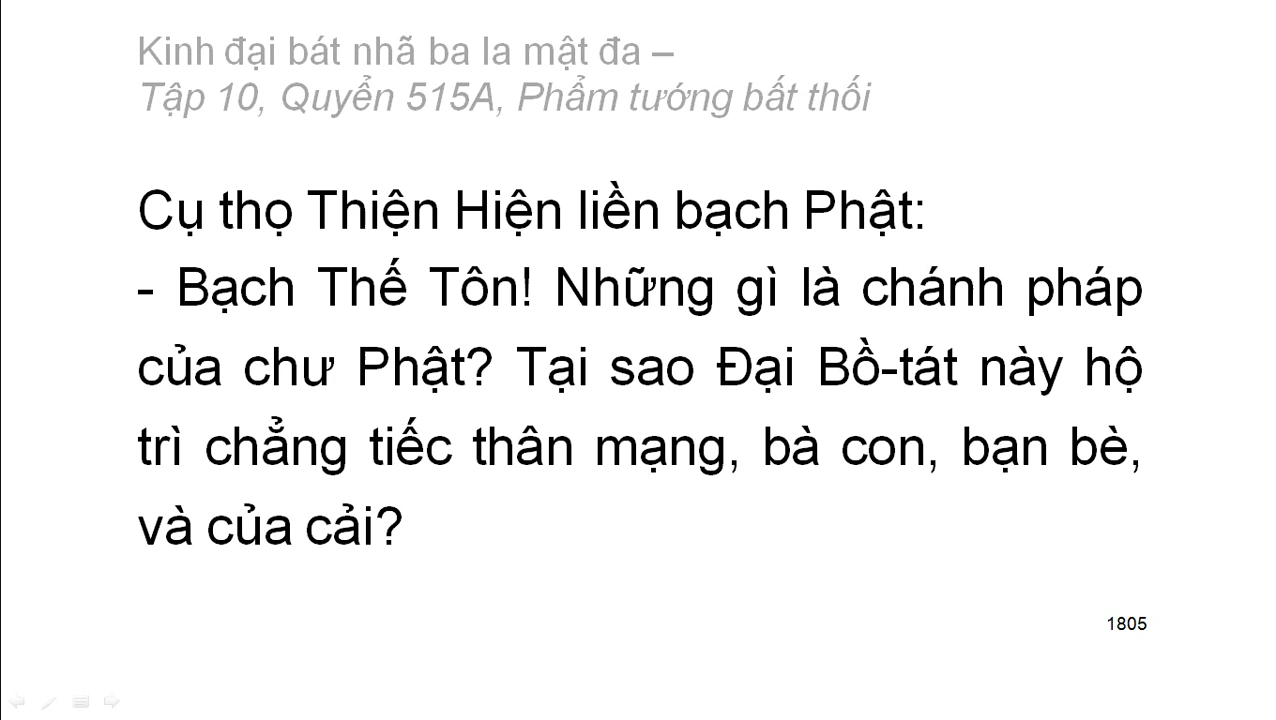 Kinh đại bát nhã ba la mật đa –
Tập 10, Quyển 515A, Phẩm tướng bất thối
Cụ thọ Thiện Hiện liền bạch Phật:
- Bạch Thế Tôn! Những gì là chánh pháp
của chư Phật? Tại sao Đại Bồ-tát này hộ
trì chẳng tiếc thân mạng, bà con, bạn bè,
và của cải?
1805